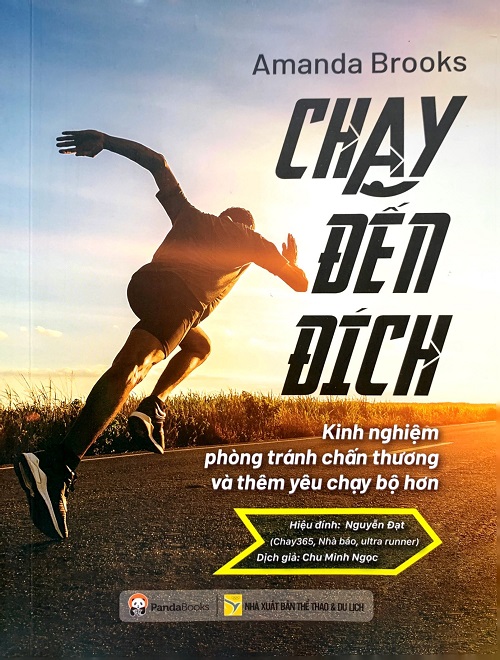 Amanda Brooks
CHẠY
ĐẾN
ĐÍCH
Kinh nghiệm
phòng tránh chấn thương
và thêm yêu chạy bộ hơn
Hiệu đính: Nguyễn Đạt
(Chay365, Nhà báo, ultra runner)
Dịch giả: Chu Minh Ngọc
PandaBooks
NHÀ XUẤT BẢN THỂ THAO & DU LỊCH